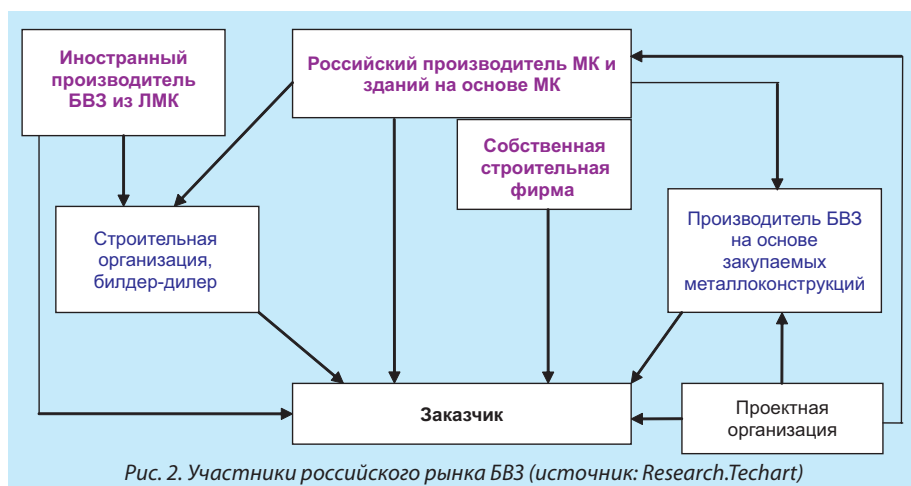 Иностранный
производитель
БВЗ из ЛМК
Российский производитель МК и
зданий на основе МК
Собственная
строительная
фирма
Строительная
организация,
билдер-дилер
Производитель БВЗ
на основе
закупаемых
металлоконструкций
Заказчик
Проектная
организация
Рис. 2. Участники российского рынка БВЗ (источник: Research.Techart)